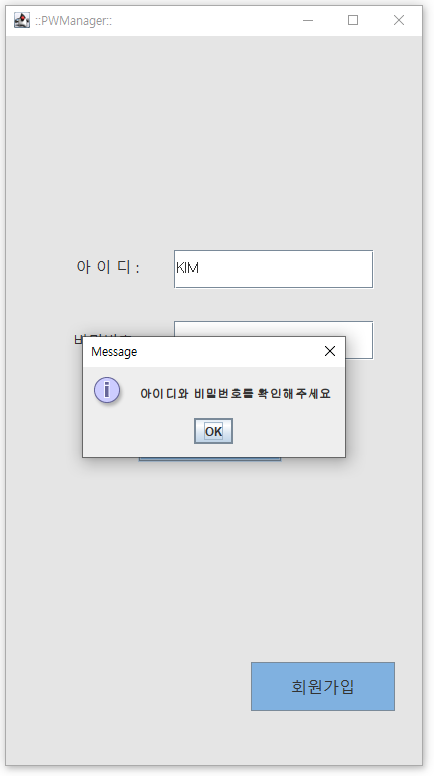 ::PWManager::
아 이 디 :
KIM
Message
아이디와 비밀번호를 확인해주세요
OK
회원가입